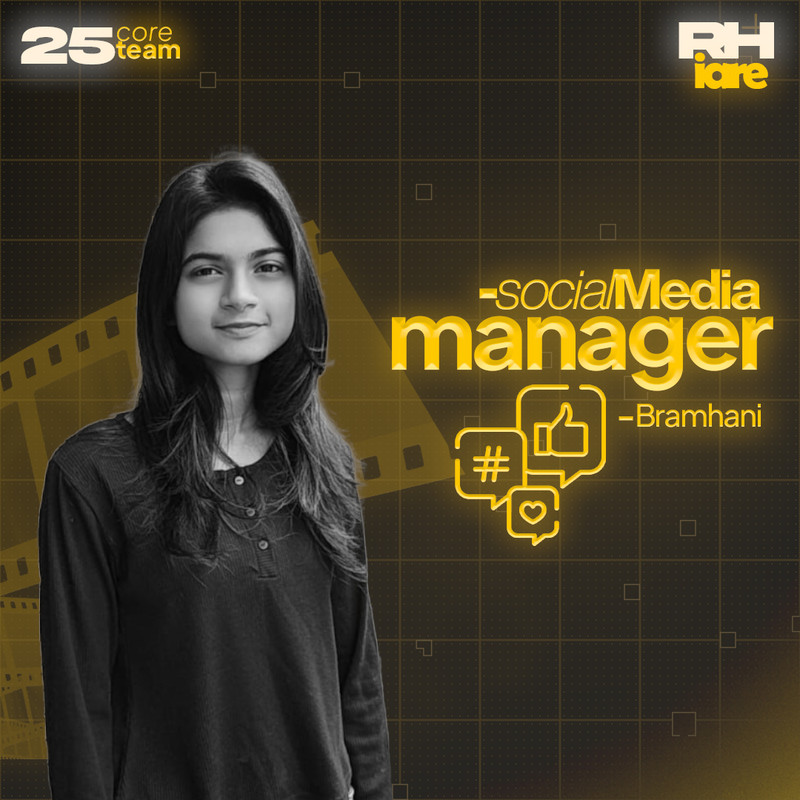 25 core
team
RH
iare
-socialMedia
manager
-Bramhani
#